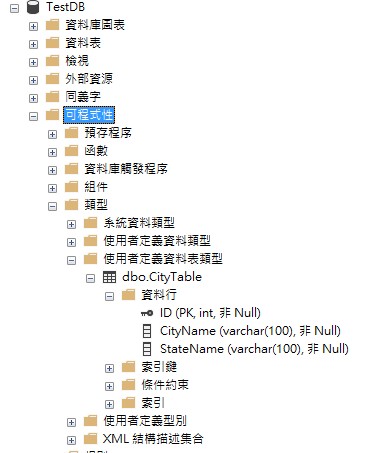 TestDB
資料庫圖表
資料表
檢視
外部資源
同義字
可程式性
預存程序
函數
資料庫觸發程序
組件
類型
系統資料類型
使用者定義資料類型
使用者定義資料表類型
dbo.CityTable
資料行
ID (PK, int, 非 Null)
CityName (varchar(100), 非 Null)
StateName (varchar(100), 非 Null)
索引鍵
條件約束
索引
使用者定義型別
XML 結構描述集合